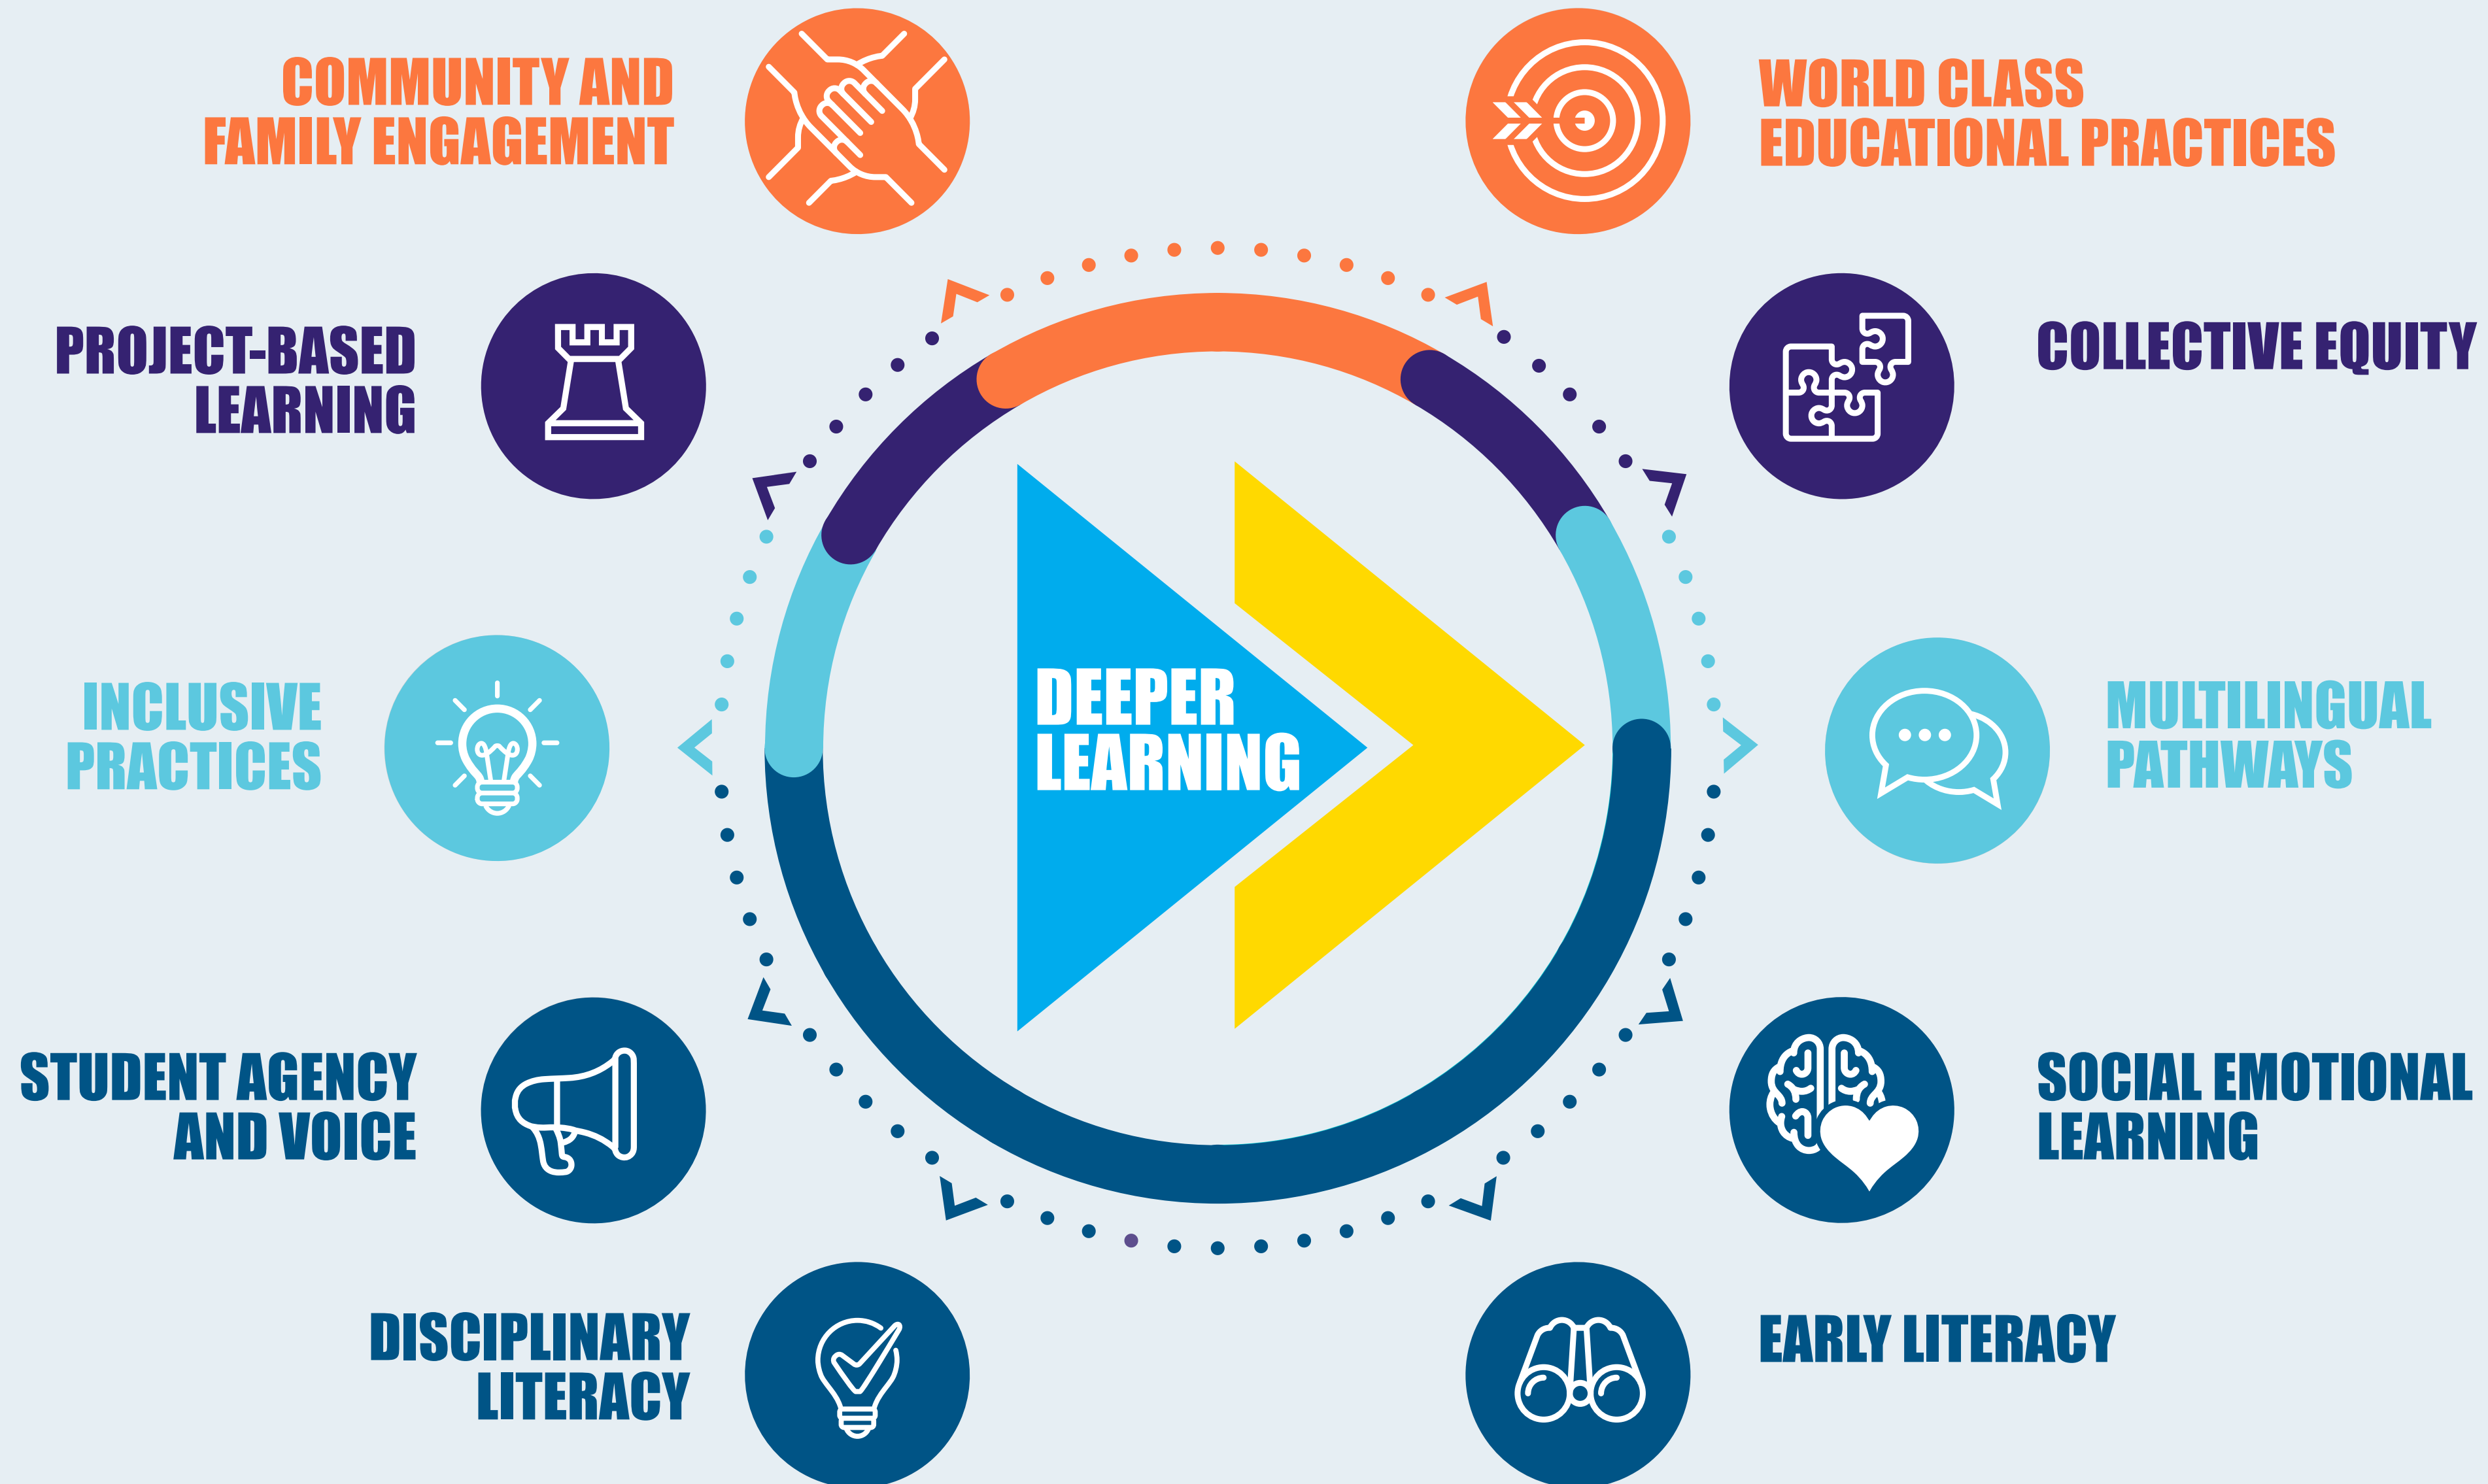 COMMUNITY AND
FAMILY ENGAGEMENT
WORLD CLASS
EDUCATIONAL PRACTICES
PROJECT-BASED
LEARNING
COLLECTIVE EQUITY
INCLUSIVE
PRACTICES
DEEPER
LEARNING
MULTILINGUAL
PATHWAYS
STUDENT AGENCY
AND VOICE
SOCIAL EMOTIONAL
LEARNING
DISCIPLINARY
LITERACY
EARLY LITERACY